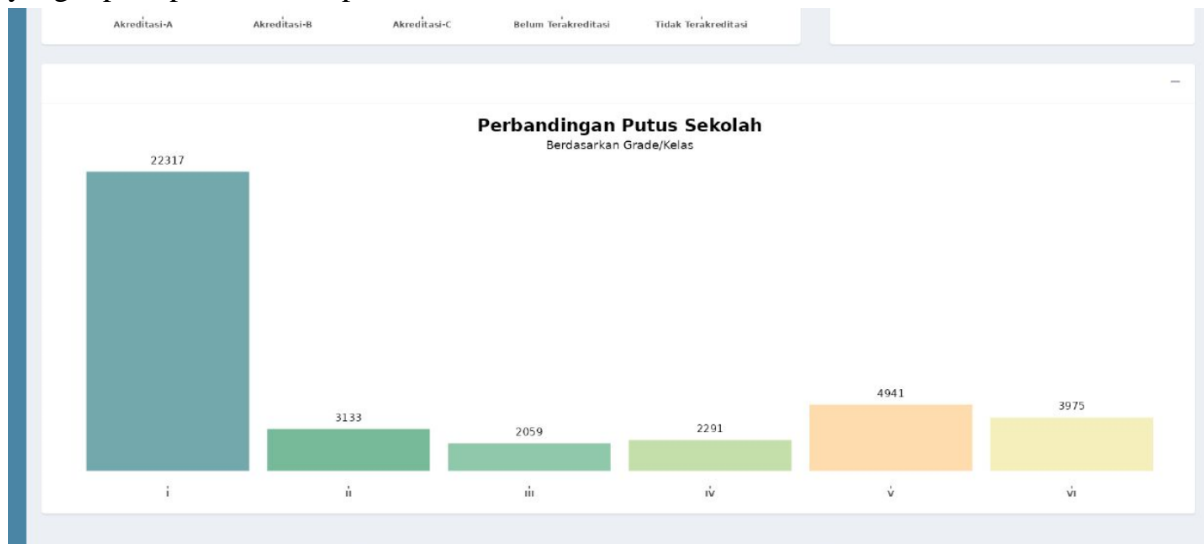 Akreditasi-A Akreditasi-B Akreditasi-C Belum Terakreditasi Tidak Terakreditasi
Perbandingan Putus Sekolah
Berdasarkan Grade/Kelas
22317
3133
2059
2291
4941
3975
i ii iii iv v vi